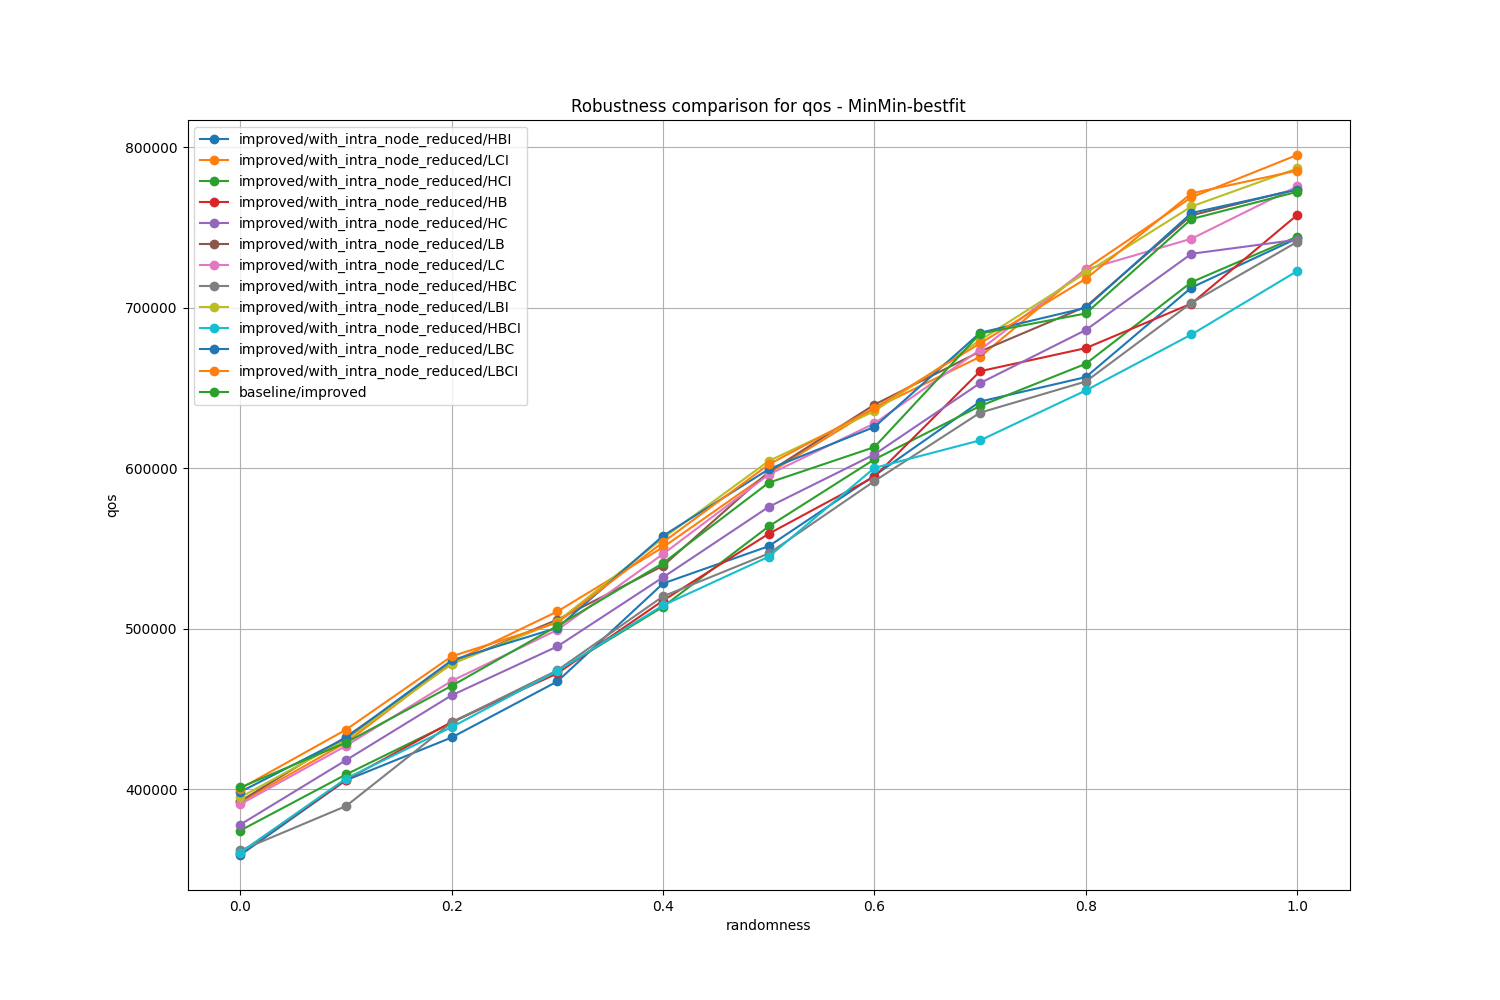 Robustness comparison for qos - MinMin-bestfit
improved/with_intra_node_reduced/HBI
improved/with_intra_node_reduced/LCI
improved/with_intra_node_reduced/HCI
improved/with_intra_node_reduced/HB
improved/with_intra_node_reduced/HC
improved/with_intra_node_reduced/LB
improved/with_intra_node_reduced/LC
improved/with_intra_node_reduced/HBC
improved/with_intra_node_reduced/LBI
improved/with_intra_node_reduced/HBCI
improved/with_intra_node_reduced/LBC
improved/with_intra_node_reduced/LBCI
baseline/improved
800000
700000
600000
500000
400000
qos
0.0 0.2 0.4 0.6 0.8 1.0
randomness